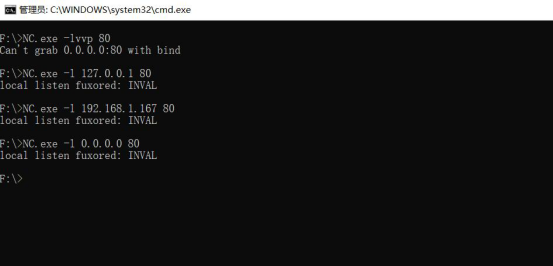 管理员: C:\WINDOWS\system32\cmd.exe
F:\>NC.exe -lvvp 80
Can't grab 0.0.0.0:80 with bind
F:\>NC.exe -l 127.0.0.1 80
local listen fuxored: INVAL
F:\>NC.exe -l 192.168.1.167 80
local listen fuxored: INVAL
F:\>NC.exe -l 0.0.0.0 80
local listen fuxored: INVAL
F:\>